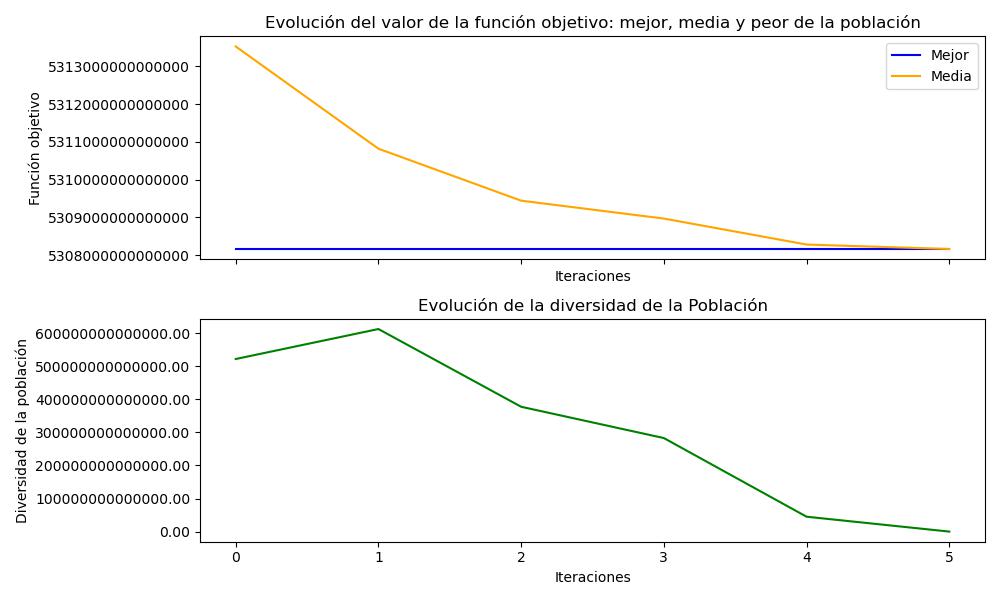 Evolución del valor de la función objetivo: mejor, media y peor de la población
Mejor
Media
5313000000000000
5312000000000000
5311000000000000
5310000000000000
5309000000000000
5308000000000000
Función objetivo
Iteraciones
Evolución de la diversidad de la Población
600000000000000.00
500000000000000.00
400000000000000.00
300000000000000.00
200000000000000.00
100000000000000.00
0.00
Diversidad de la población
0 1 2 3 4 5
Iteraciones